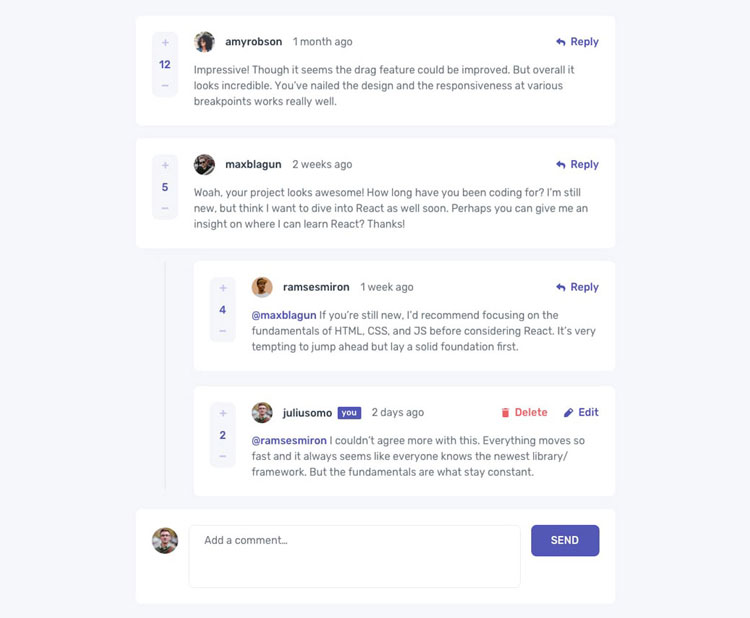 +
12
−
amyrobson 1 month ago Reply
Impressive! Though it seems the drag feature could be improved. But overall it
looks incredible. You've nailed the design and the responsiveness at various
breakpoints works really well.
+
5
−
maxblagun 2 weeks ago Reply
Woah, your project looks awesome! How long have you been coding for? I'm still
new, but think I want to dive into React as well soon. Perhaps you can give me an
insight on where I can learn React? Thanks!
+
4
−
ramsesmiron 1 week ago Reply
@maxblagun If you're still new, I'd recommend focusing on the
fundamentals of HTML, CSS, and JS before considering React. It's very
tempting to jump ahead but lay a solid foundation first.
+
2
−
juliusomo you 2 days ago Delete Edit
@ramsesmiron I couldn't agree more with this. Everything moves so
fast and it always seems like everyone knows the newest library/
framework. But the fundamentals are what stay constant.
Add a comment... SEND